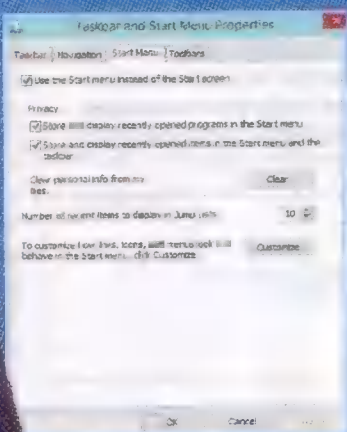 Taskbar and Start Menu Properties
Taskbar Navigation Start Menu Toolbars
Use the Start menu instead of the Start screen
Privacy
Store and display recently opened programs in the Start menu
Store and display recently opened items in the Start menu and the
taskbar
Clear personal info from my
tiles.
Clear
Number of recent items to display in Jump Lists
10
To customize how links, icons, and menus look and
behave in the Start menu, click Customize.
Customize
OK Cancel